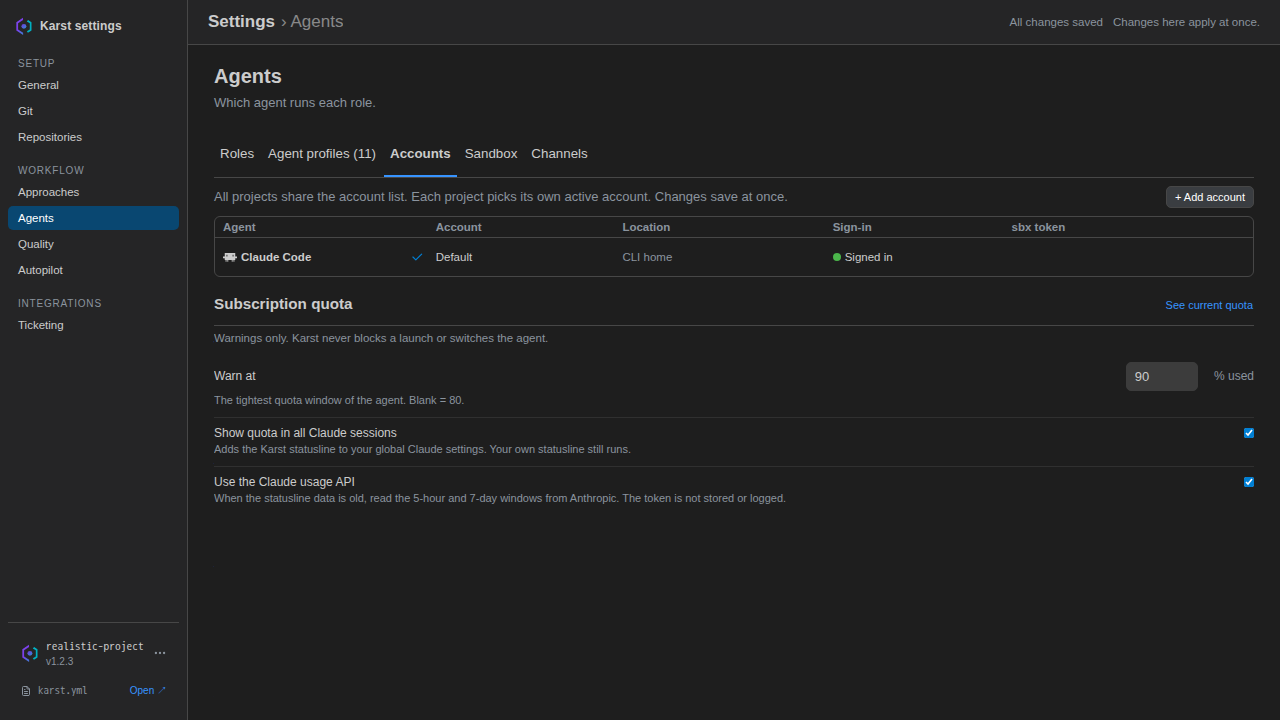 Karst settings
SETUP
General
Git
Repositories
WORKFLOW
Approaches
Agents
Quality
Autopilot
INTEGRATIONS
Ticketing
realistic-project
v1.2.3
karst.yml
Open ↗
Settings › Agents
All changes saved Changes here apply at once.
Agents
Which agent runs each role.
Roles Agent profiles (11) Accounts Sandbox Channels
All projects share the account list. Each project picks its own active account. Changes save at once.
+ Add account
Agent Account Location Sign-in sbx token
Claude Code Default CLI home Signed in
Subscription quota
See current quota
Warnings only. Karst never blocks a launch or switches the agent.
Warn at
90 % used
The tightest quota window of the agent. Blank = 80.
Show quota in all Claude sessions
Adds the Karst statusline to your global Claude settings. Your own statusline still runs.
Use the Claude usage API
When the statusline data is old, read the 5-hour and 7-day windows from Anthropic. The token is not stored or logged.